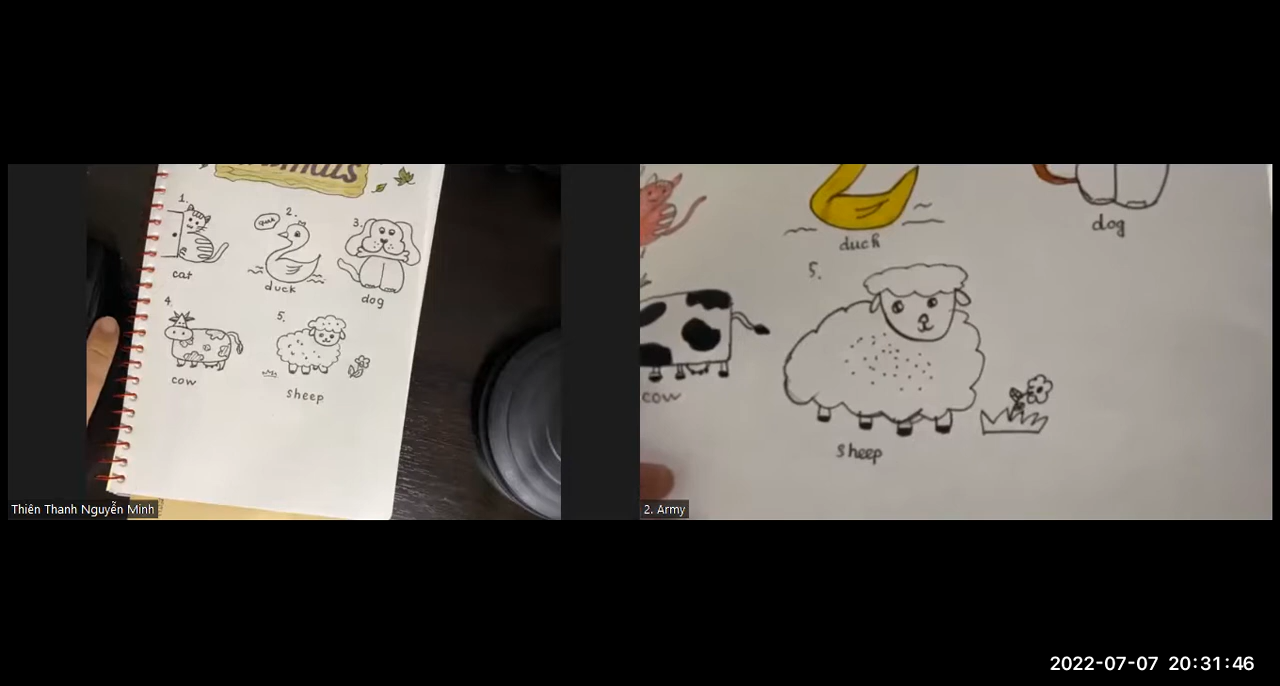 1.
cat
2.
qua
duck
3.
dog
4.
cow
5.
sheep
Thiên Thanh Nguyễn Minh
duck
dog
5.
cow
sheep
2. Army
2022-07-07 20:31:46